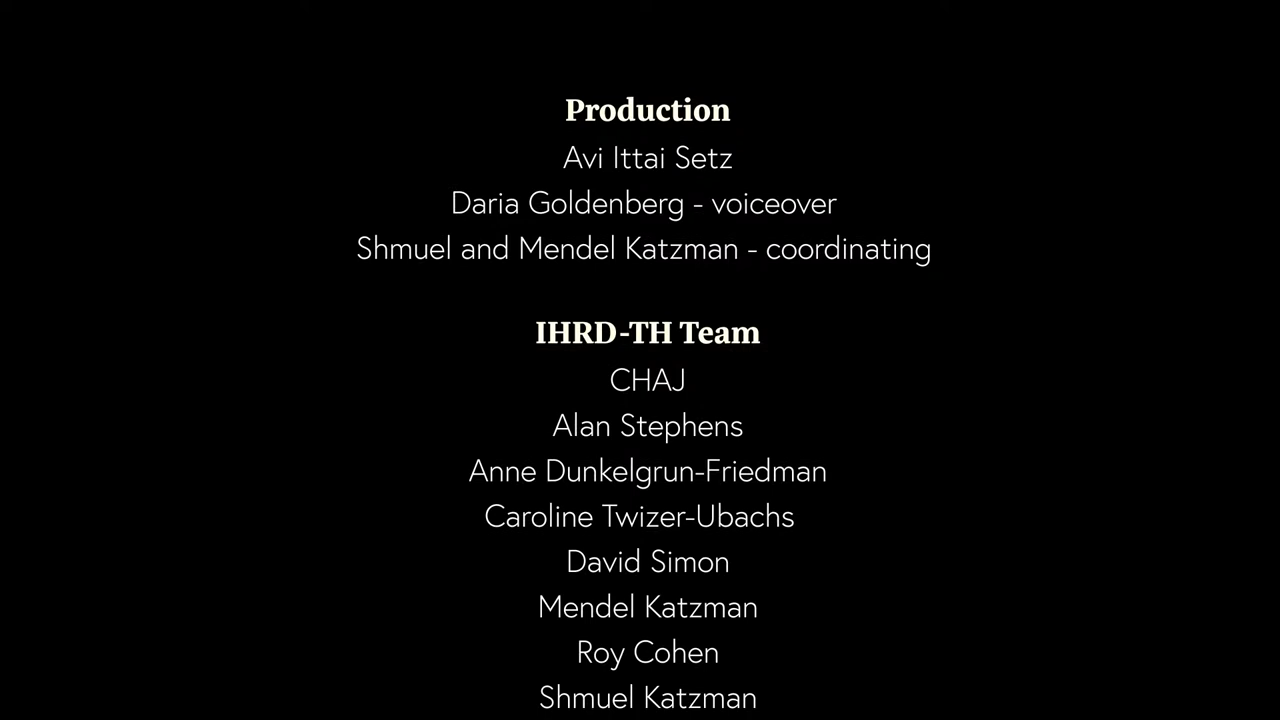 Production
Avi Ittai Setz
Daria Goldenberg - voiceover
Shmuel and Mendel Katzman - coordinating
IHRD-TH Team
CHAJ
Alan Stephens
Anne Dunkelgrun-Friedman
Caroline Twizer-Ubachs
David Simon
Mendel Katzman
Roy Cohen
Shmuel Katzman